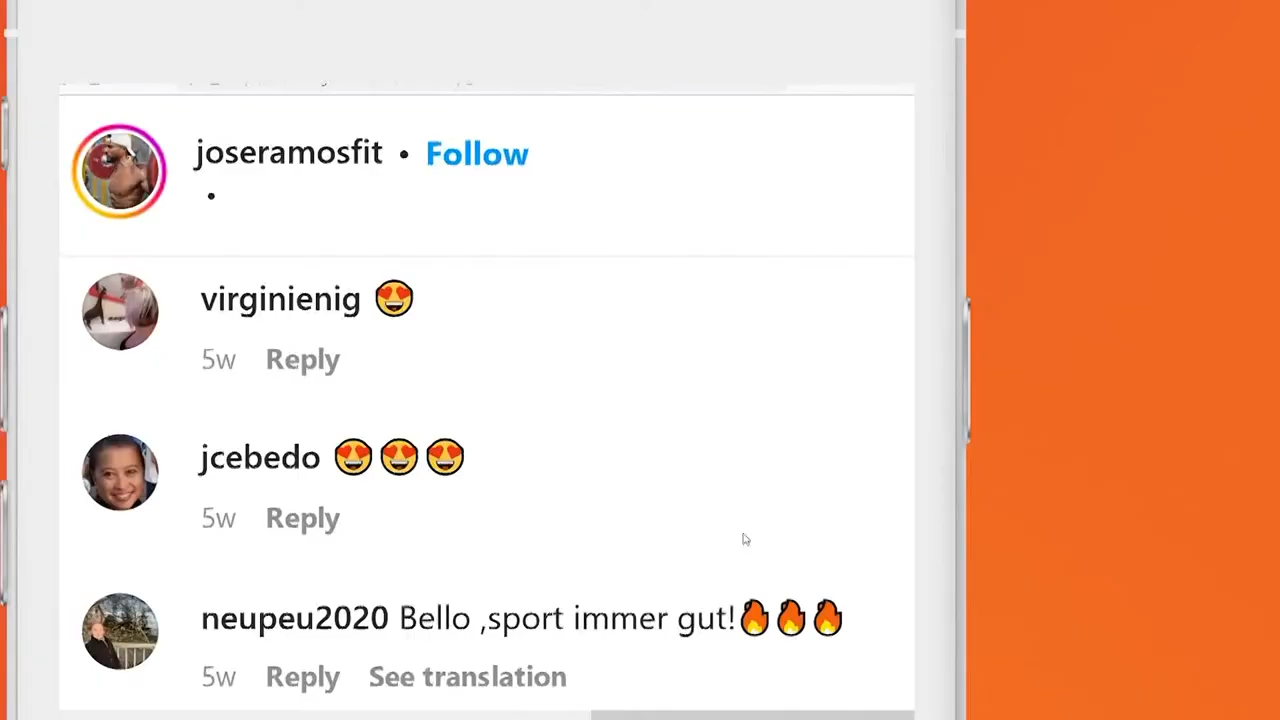 joseramosfit • Follow
•
virginienig 😍
5w Reply
jcebedo 😍😍😍
5w Reply
neupeu2020 Bello ,sport immer gut!🔥🔥🔥
5w Reply See translation